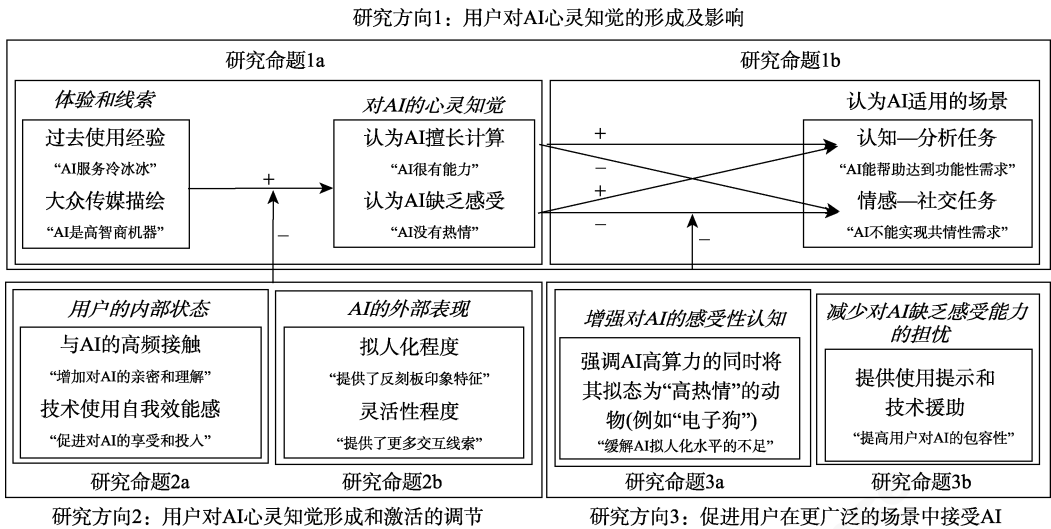 研究方向1：用户对AI心灵知觉的形成及影响
研究命题1a
体验和线索
过去使用经验
“AI服务冷冰冰”
大众传媒描绘
“AI是高智商机器”
+
−
对AI的心灵知觉
认为AI擅长计算
“AI很有能力”
认为AI缺乏感受
“AI没有热情”
研究命题1b
+
−
+
−
−
认为AI适用的场景
认知—分析任务
“AI能帮助达到功能性需求”
情感—社交任务
“AI不能实现共情性需求”
用户的内部状态
与AI的高频接触
“增加对AI的亲密和理解”
技术使用自我效能感
“促进对AI的享受和投入”
研究命题2a
AI的外部表现
拟人化程度
“提供了反刻板印象特征”
灵活性程度
“提供了更多交互线索”
研究命题2b
增强对AI的感受性认知
强调AI高算力的同时将
其拟态为“高热情”的动
物(例如“电子狗”)
“缓解AI拟人化水平的不足”
研究命题3a
减少对AI缺乏感受能力
的担忧
提供使用提示和
技术援助
“提高用户对AI的包容性”
研究命题3b
研究方向2：用户对AI心灵知觉形成和激活的调节
研究方向3：促进用户在更广泛的场景中接受AI